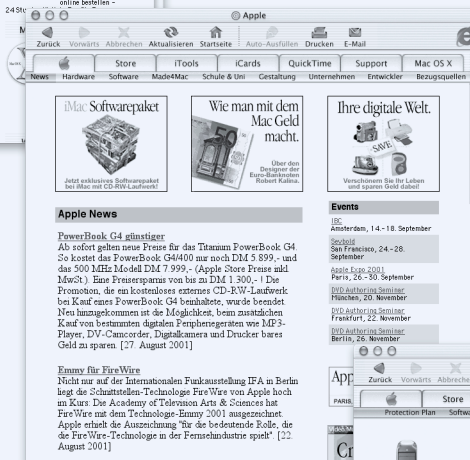 online bestellen –
24 Stu
Apple
Zurück Vorwärts Abbrechen Aktualisieren Startseite Auto-Ausfüllen Drucken E-Mail
Store iTools iCards QuickTime Support Mac OS X
News Hardware Software Made4Mac Schule & Uni Gestaltung Unternehmen Entwickler Bezugsquellen
iMac Softwarepaket
Jetzt exklusives Softwarepaket
bei iMac mit CD-RW-Laufwerk!
Wie man mit dem
Mac Geld
macht.
50
Über den
Designer der
Euro-Banknoten
Robert Kalina.
Ihre digitale Welt.
SAVE
Verschönern Sie Ihr Leben
und sparen Geld dabei!
Apple News
PowerBook G4 günstiger
Ab sofort gelten neue Preise für das Titanium PowerBook G4.
So kostet das PowerBook G4/400 nur noch DM 5.899,- und
das 500 MHz Modell DM 7.999,- (Apple Store Preise inkl.
MwSt.). Eine Preisersparnis von bis zu DM 1.300,- ! Die
Promotion, die ein kostenloses externes CD-RW-Laufwerk
bei Kauf eines PowerBook G4 beinhaltete, wurde beendet.
Neu hinzugekommen ist die Möglichkeit, beim zusätzlichen
Kauf von bestimmten digitalen Peripheriegeräten wie MP3-
Player, DV-Camcorder, Digitalkamera und Drucker bares
Geld zu sparen. [27. August 2001]
Emmy für FireWire
Nicht nur auf der Internationalen Funkausstellung IFA in Berlin
liegt die Schnittstellen-Technologie FireWire von Apple hoch
im Kurs: Die Academy of Television Arts & Sciences hat
FireWire mit dem Technologie-Emmy 2001 ausgezeichnet.
Apple erhielt die Auszeichnung "für die bedeutende Rolle, die
die FireWire-Technologie in der Fernsehindustrie spielt". [22.
August 2001]
Events
IBC
Amsterdam, 14.-18. September
Seybold
San Francisco, 24.-28.
September
Apple Expo 2001
Paris, 26.-30. September
DVD Authoring Seminar
München, 20. November
DVD Authoring Seminar
Frankfurt, 22. November
DVD Authoring Seminar
Berlin, 26. November
App
PARIS,
Zurück Vorwärts Abbreche
Store
Protection Plan Softwa
Cr